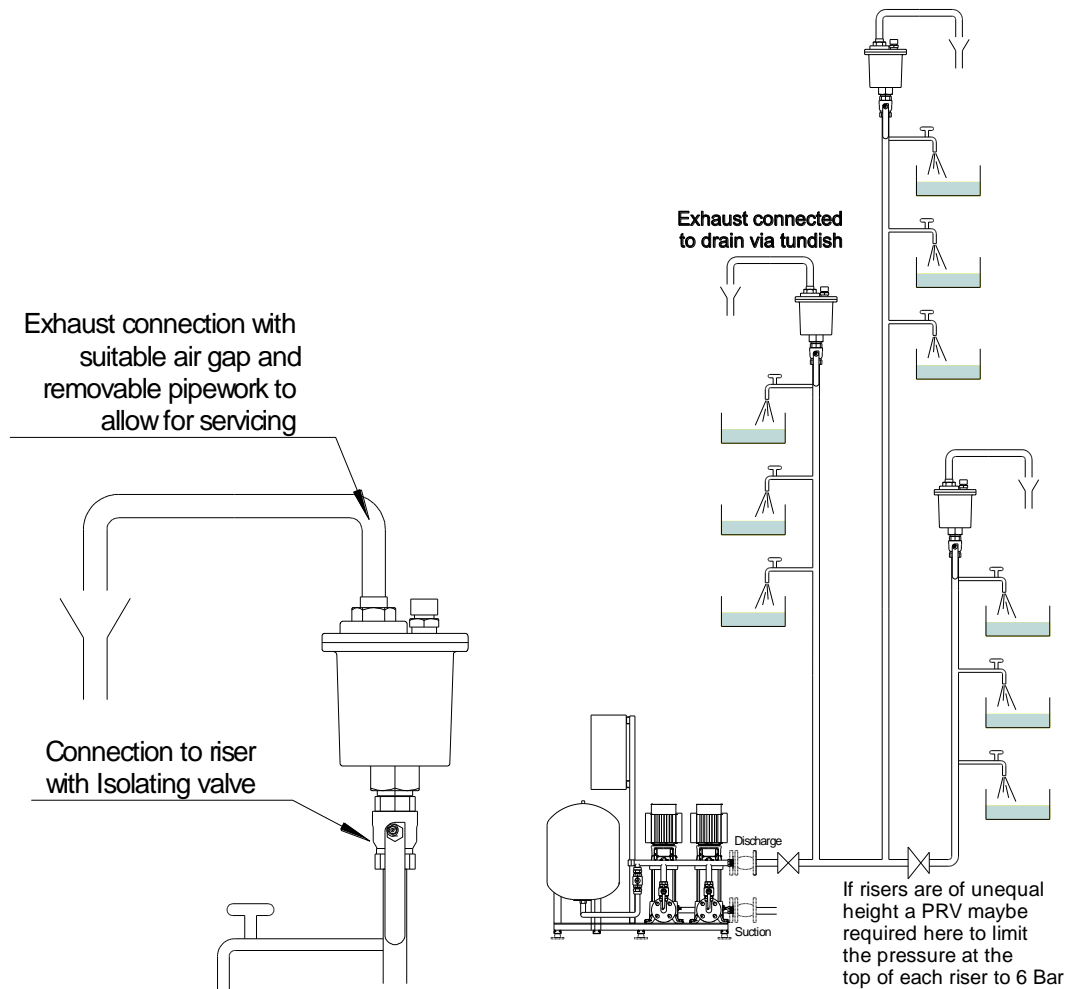 Exhaust connected
to drain via tundish
Exhaust connection with
suitable air gap and
removable pipework to
allow for servicing
Connection to riser
with Isolating valve
Discharge
Suction
If risers are of unequal
height a PRV maybe
required here to limit
the pressure at the
top of each riser to 6 Bar